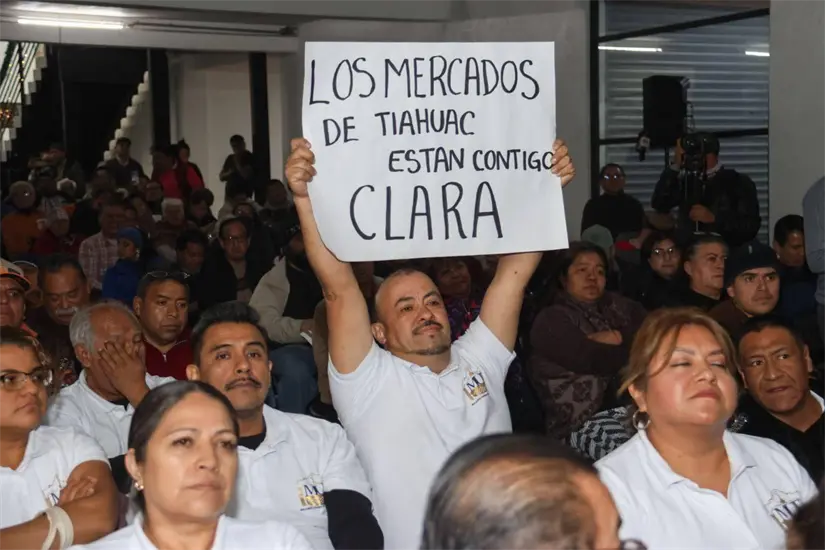 LOS MERCADOS
DE TIAHUAC
ESTAN CONTIGO
CLARA